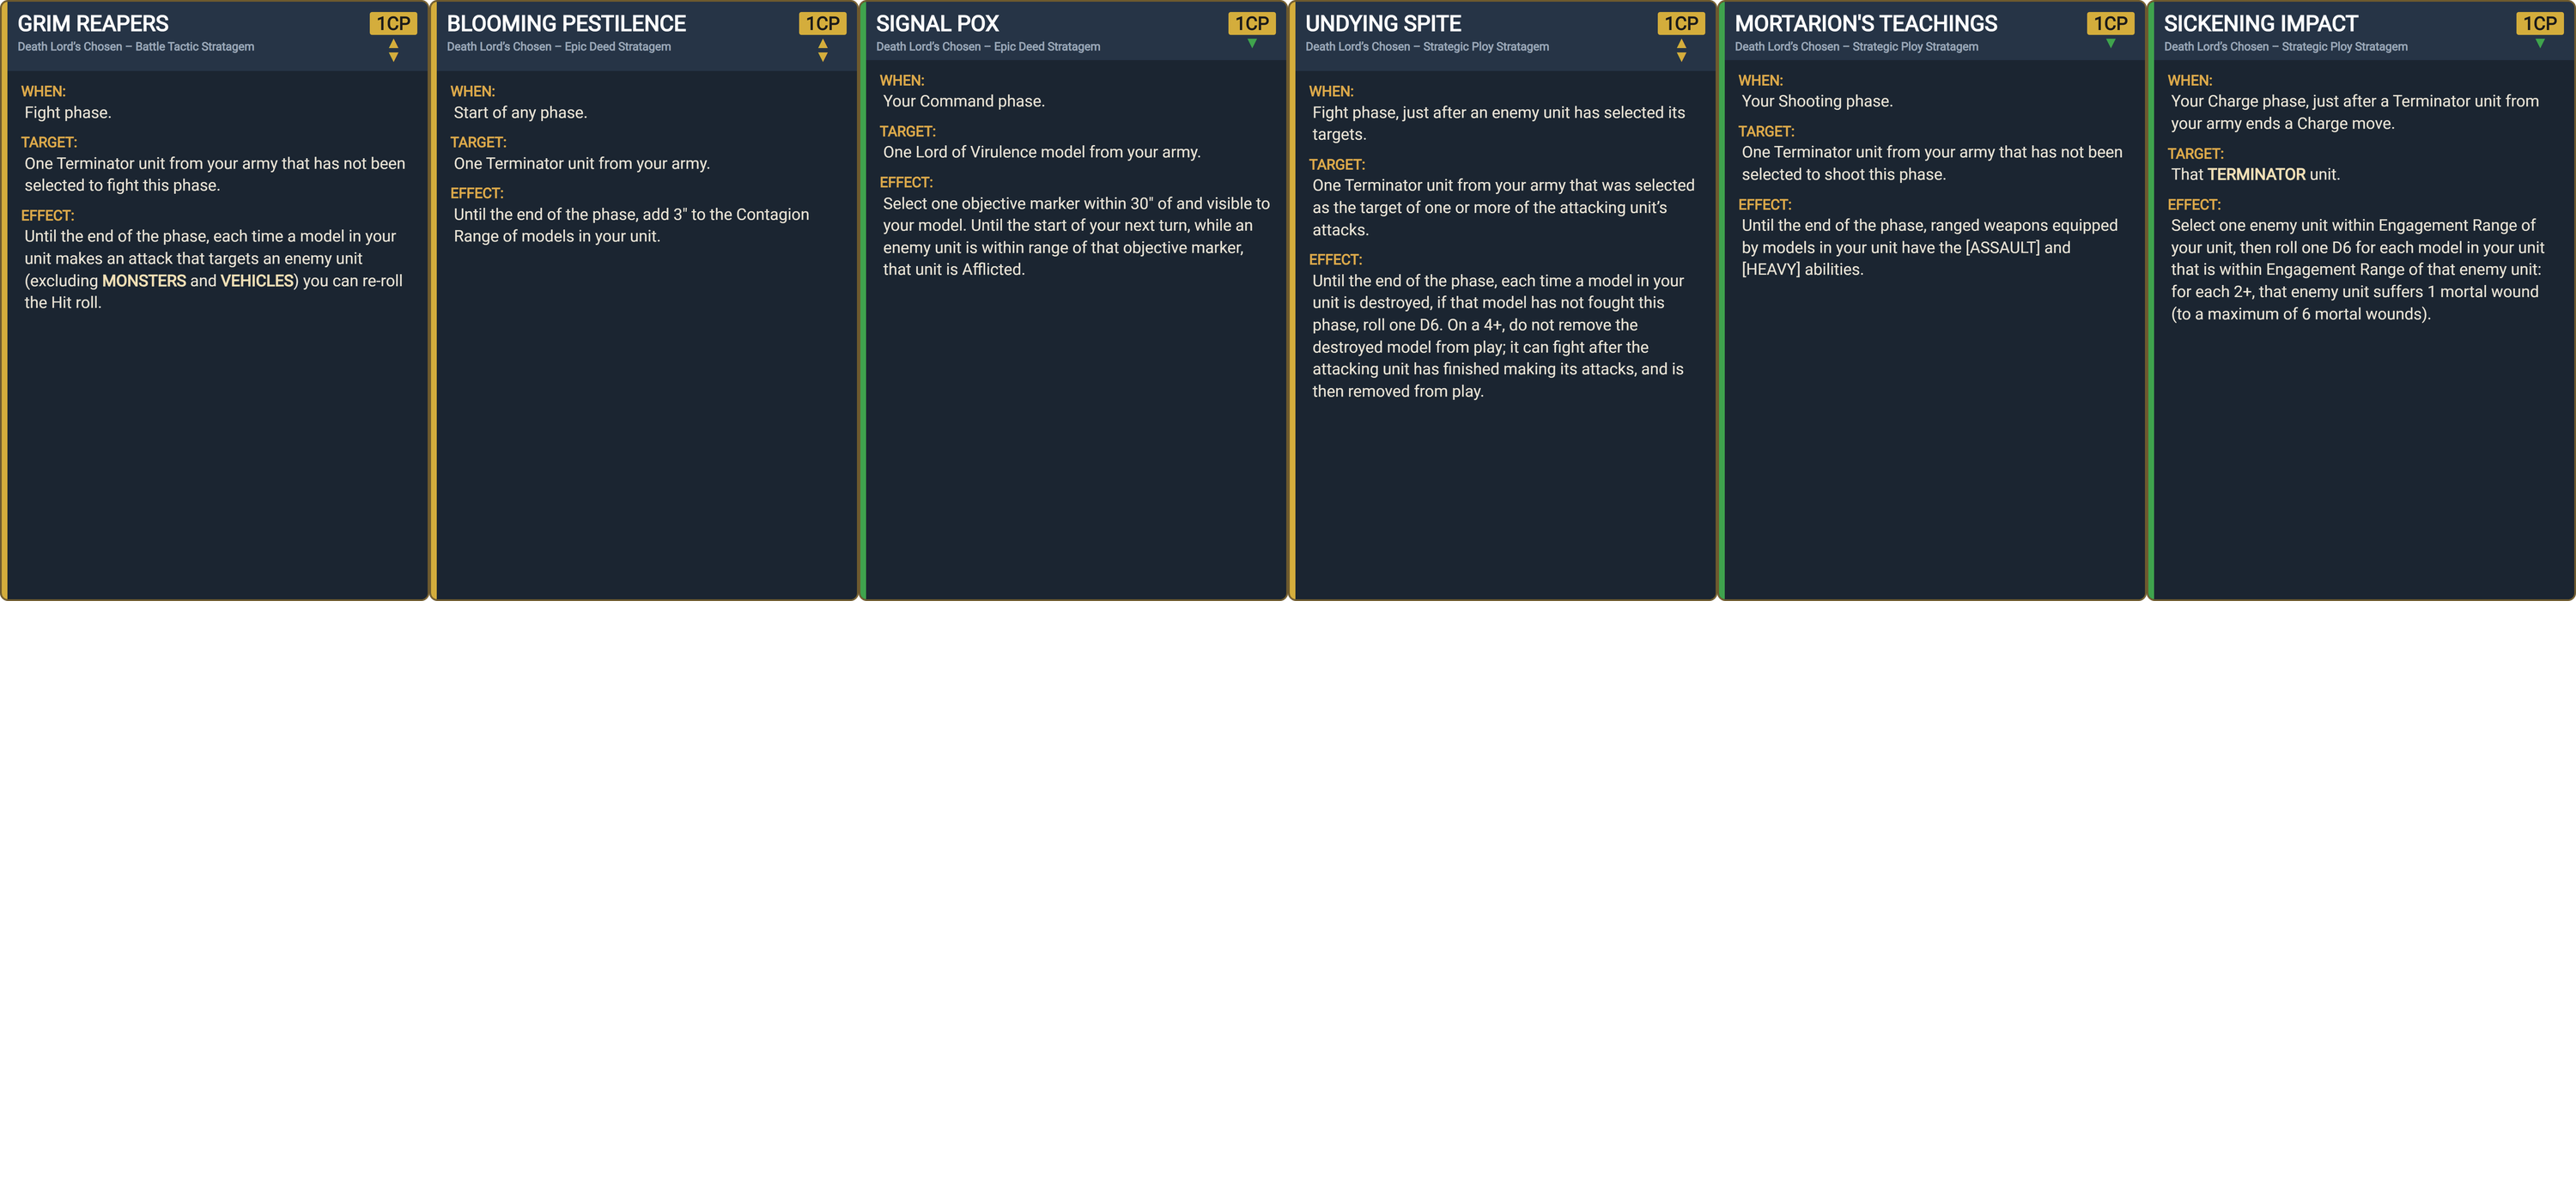 GRIM REAPERS
1CP
Death Lord’s Chosen – Battle Tactic Stratagem
WHEN:
Fight phase.
TARGET:
One Terminator unit from your army that has not been
selected to fight this phase.
EFFECT:
Until the end of the phase, each time a model in your
unit makes an attack that targets an enemy unit
(excluding MONSTERS and VEHICLES) you can re-roll
the Hit roll.
BLOOMING PESTILENCE
1CP
Death Lord’s Chosen – Epic Deed Stratagem
WHEN:
Start of any phase.
TARGET:
One Terminator unit from your army.
EFFECT:
Until the end of the phase, add 3" to the Contagion
Range of models in your unit.
SIGNAL POX
1CP
Death Lord’s Chosen – Epic Deed Stratagem
WHEN:
Your Command phase.
TARGET:
One Lord of Virulence model from your army.
EFFECT:
Select one objective marker within 30" of and visible to
your model. Until the start of your next turn, while an
enemy unit is within range of that objective marker,
that unit is Afflicted.
UNDYING SPITE
1CP
Death Lord’s Chosen – Strategic Ploy Stratagem
WHEN:
Fight phase, just after an enemy unit has selected its
targets.
TARGET:
One Terminator unit from your army that was selected
as the target of one or more of the attacking unit’s
attacks.
EFFECT:
Until the end of the phase, each time a model in your
unit is destroyed, if that model has not fought this
phase, roll one D6. On a 4+, do not remove the
destroyed model from play; it can fight after the
attacking unit has finished making its attacks, and is
then removed from play.
MORTARION'S TEACHINGS
1CP
Death Lord’s Chosen – Strategic Ploy Stratagem
WHEN:
Your Shooting phase.
TARGET:
One Terminator unit from your army that has not been
selected to shoot this phase.
EFFECT:
Until the end of the phase, ranged weapons equipped
by models in your unit have the [ASSAULT] and
[HEAVY] abilities.
SICKENING IMPACT
1CP
Death Lord’s Chosen – Strategic Ploy Stratagem
WHEN:
Your Charge phase, just after a Terminator unit from
your army ends a Charge move.
TARGET:
That TERMINATOR unit.
EFFECT:
Select one enemy unit within Engagement Range of
your unit, then roll one D6 for each model in your unit
that is within Engagement Range of that enemy unit:
for each 2+, that enemy unit suffers 1 mortal wound
(to a maximum of 6 mortal wounds).